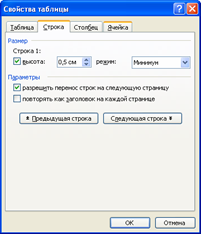 Свойства таблицы
Таблица Строка Столбец Ячейка
Размер
Строка 1:
высота: 0,5 см режим: Минимум
Параметры
разрешить перенос строк на следующую страницу
повторять как заголовок на каждой странице
Предыдущая строка Следующая строка
ОК Отмена